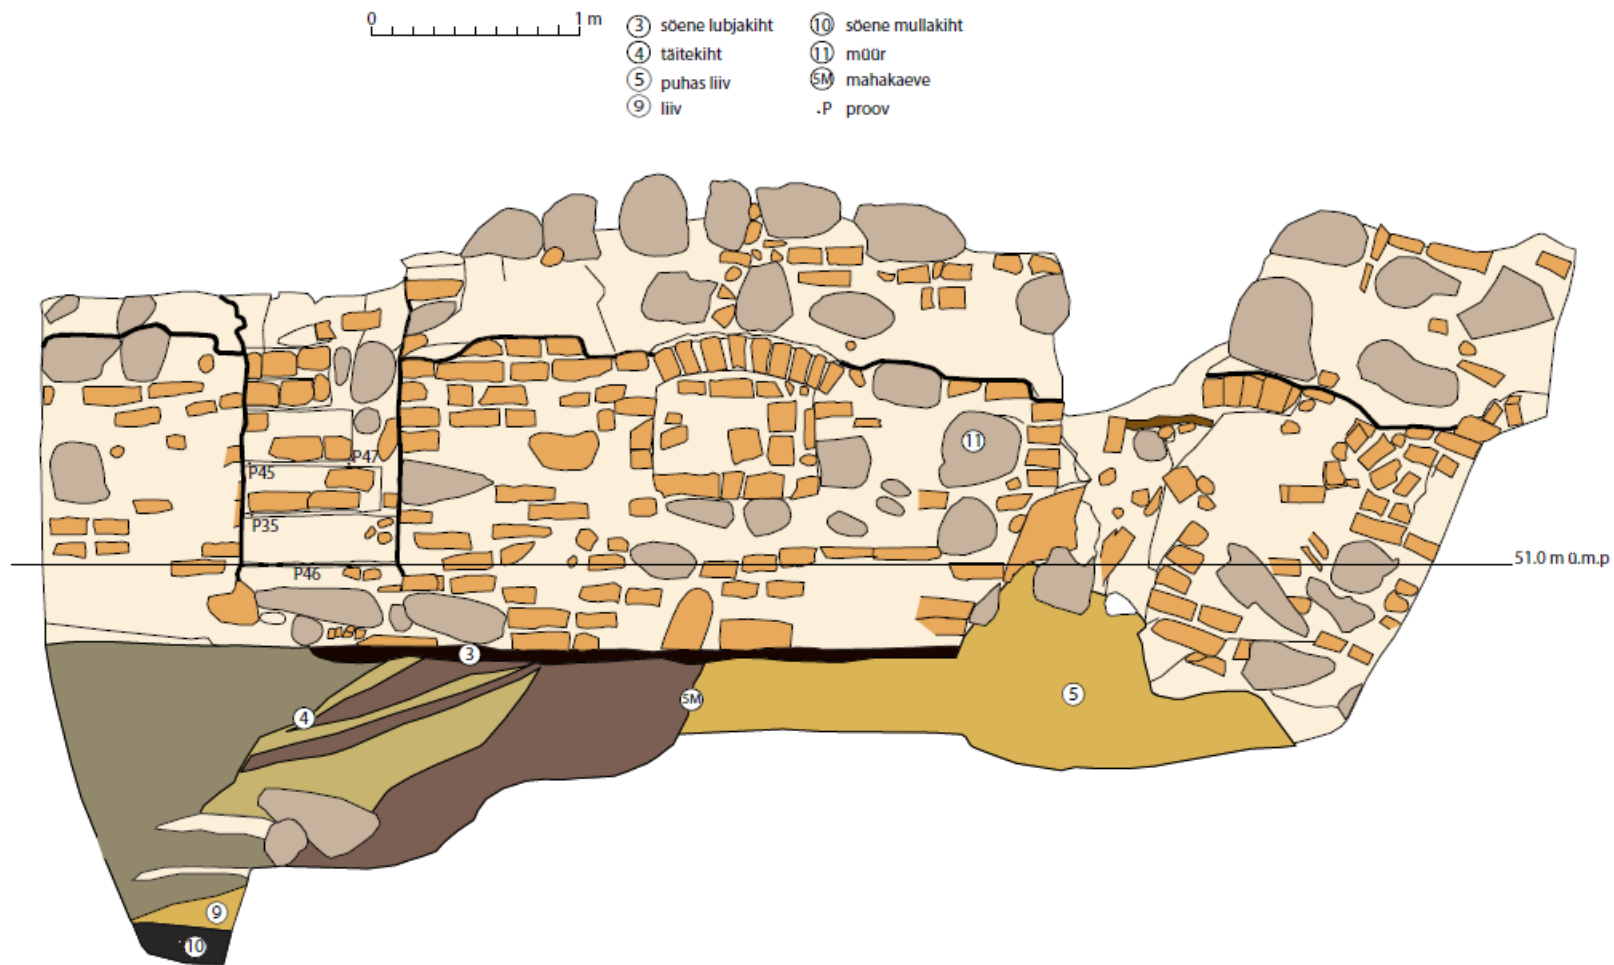 0 1 m
3 söene lubjakiht
4 täitekiht
5 puhas liiv
9 liiv
10 söene mullakiht
11 müür
5M mahakaeve
.P proov
11
P47
P45
P35
51.0 m ü.m.p
P46
3
5M
5
4
9
10